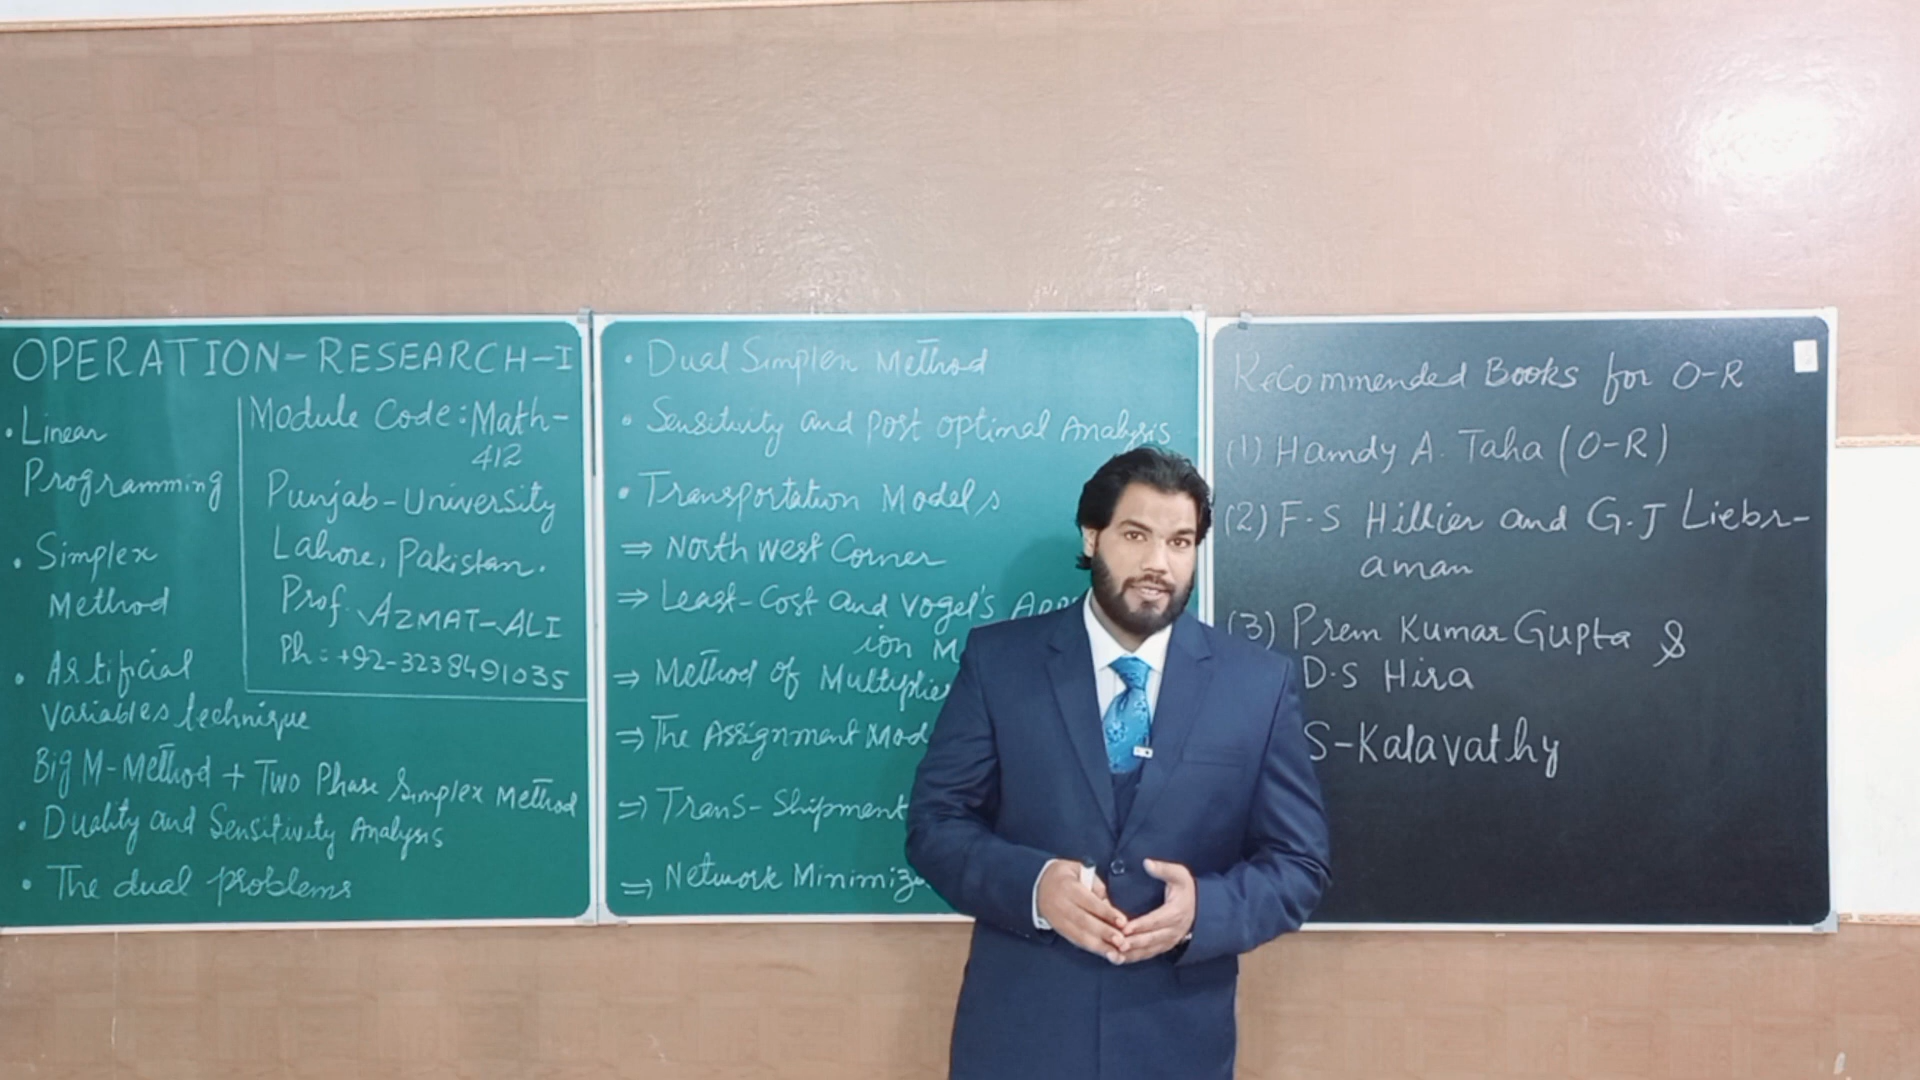 OPERATION-RESEARCH-I
• Linear
Programming
• Simplex
Method
• Artificial
Variables technique
Big M-Method + Two Phase Simplex Method
• Duality and Sensitivity Analysis
• The dual problems
Module Code: Math-
412
Punjab-University
Lahore, Pakistan.
Prof. AZMAT-ALI
Ph: +92-3238491035
• Dual Simplex Method
• Sensitivity and Post optimal Analysis
• Transportation Models
⇒ North west Corner
⇒ Least-Cost and Vogel's
ion
⇒ Method of
⇒ The Assignment
⇒ Trans-Shipment
⇒ Network
Recommended Books for O-R
(1) Hamdy A. Taha (O-R)
(2) F.S Hillier and G.J Liebr-
aman
(3) Prem Kumar Gupta &
D.S Hira
S-Kalavathy